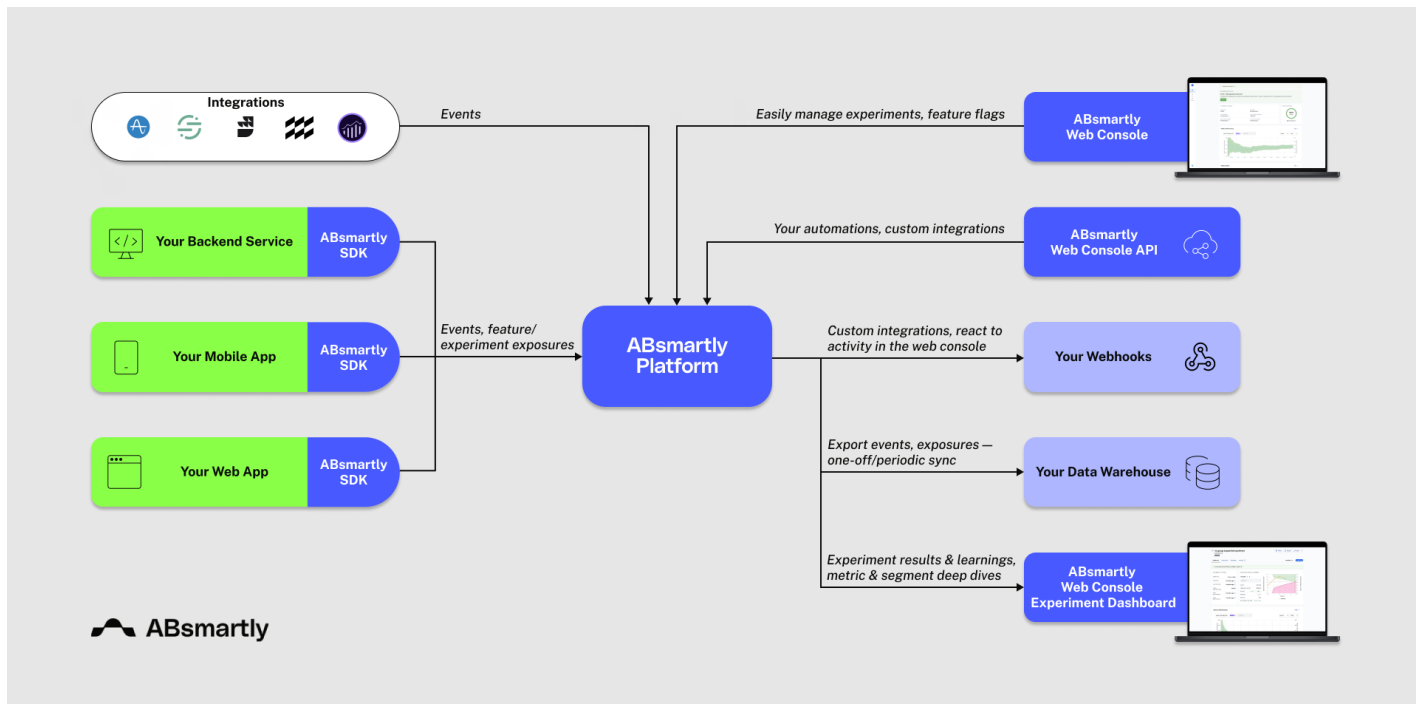 Integrations
Events
Easily manage experiments, feature flags
ABsmartly
Web Console
</>
Your Backend Service
ABsmartly
SDK
Your automations, custom integrations
ABsmartly
Web Console API
Your Mobile App
ABsmartly
SDK
Events, feature/
experiment exposures
ABsmartly
Platform
Custom integrations, react to
activity in the web console
Your Webhooks
Your Web App
ABsmartly
SDK
Export events, exposures —
one-off/periodic sync
Your Data Warehouse
Experiment results & learnings,
metric & segment deep dives
ABsmartly
Web Console
Experiment Dashboard
ABsmartly